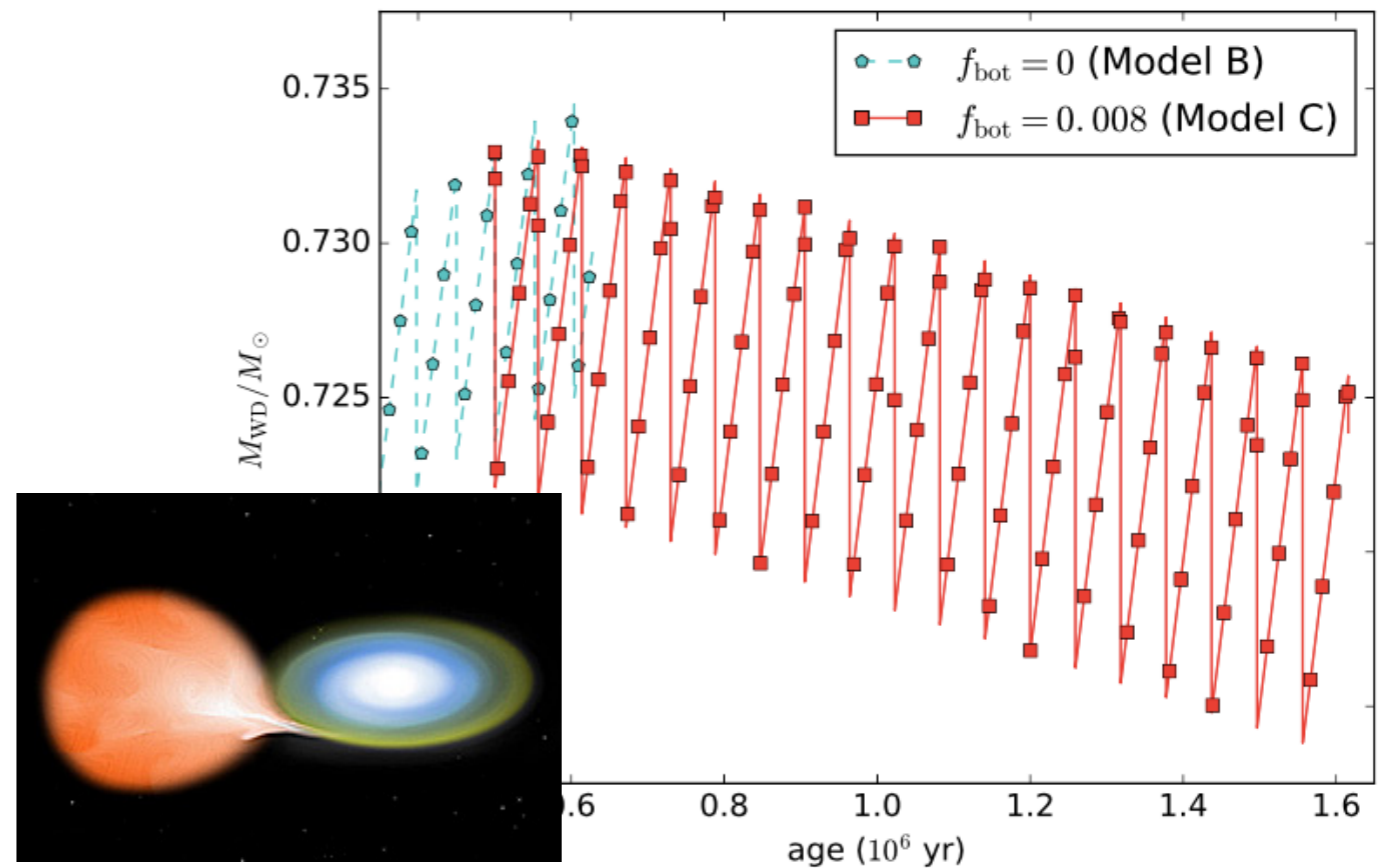 f_bot = 0 (Model B)
f_bot = 0.008 (Model C)
0.735
0.730
0.725
M_WD/M_⊙
.6 0.8 1.0 1.2 1.4 1.6
age (10^6 yr)